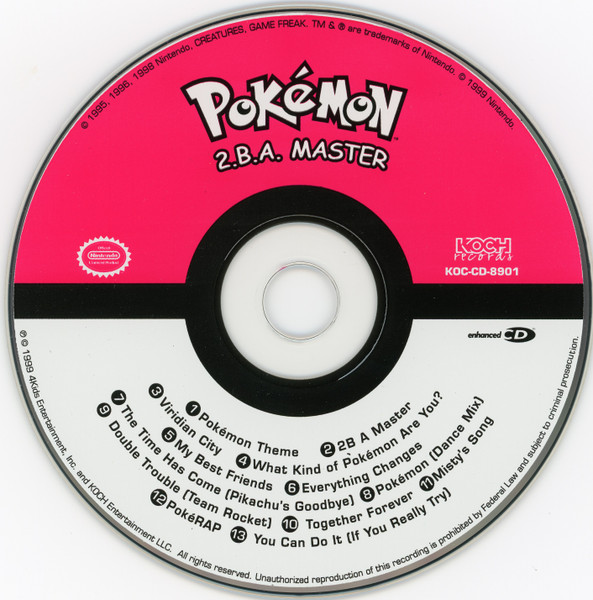 © 1995, 1996, 1998 Nintendo, CREATURES, GAME FREAK. TM & ® are trademarks of Nintendo. © 1999 Nintendo.
POKéMON™
2.B.A. MASTER
Official
Nintendo
Licensed Product
KOCH
records
KOC-CD-8901
enhanced CD
1 Pokémon Theme 2 2B A Master
3 Viridian City 4 What Kind of Pokémon Are You?
5 My Best Friends 6 Everything Changes
7 The Time Has Come (Pikachu's Goodbye) 8 Pokémon (Dance Mix)
9 Double Trouble (Team Rocket) 10 Together Forever 11 Misty's Song
12 PokéRAP 13 You Can Do It (If You Really Try)
℗ © 1999 4Kids Entertainment, Inc. and KOCH Entertainment LLC. All rights reserved. Unauthorized reproduction of this recording is prohibited by Federal Law and subject to criminal prosecution.